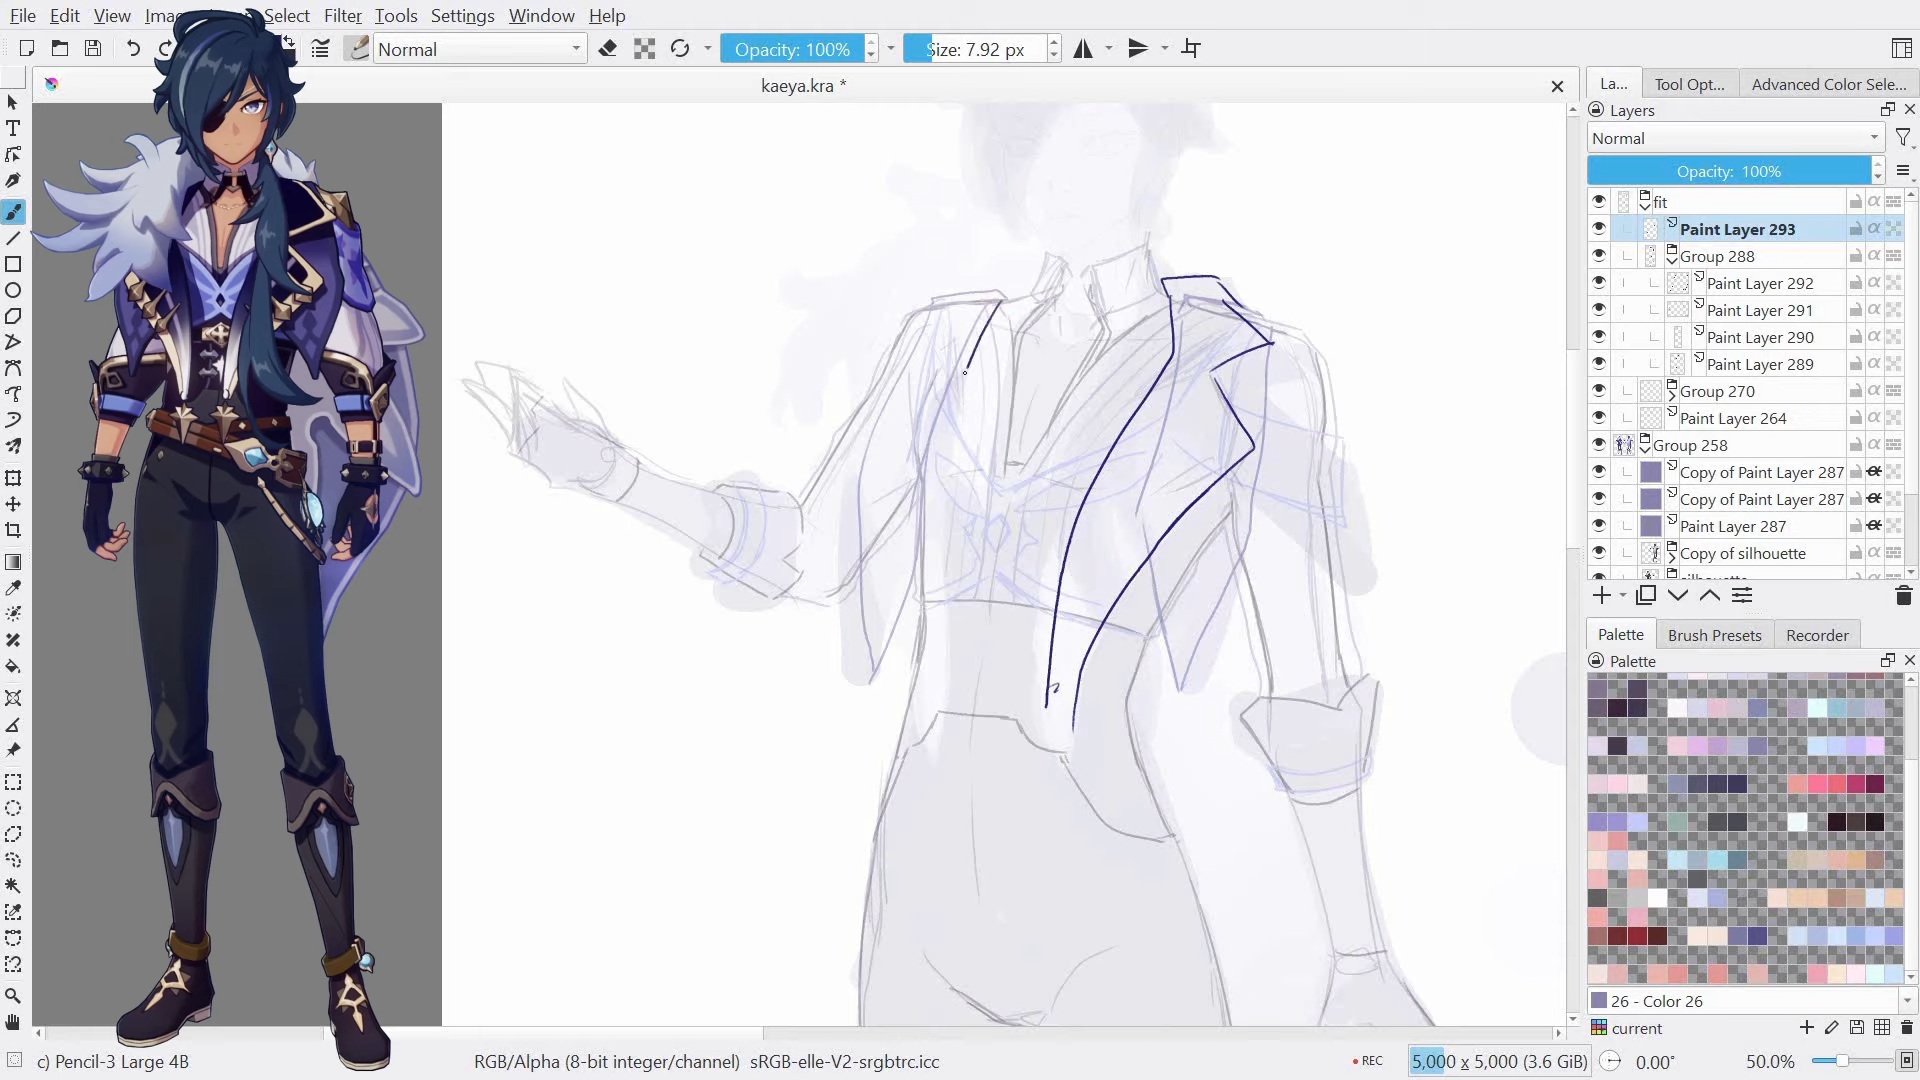 File Edit View Select Filter Tools Settings Window Help
Normal
Opacity: 100%
Size: 7.92 px
kaeya.kra *
La...
Tool Opt...
Advanced Color Sele...
Layers
Normal
Opacity: 100%
fit
Paint Layer 293
Group 288
Paint Layer 292
Paint Layer 291
Paint Layer 290
Paint Layer 289
Group 270
Paint Layer 264
Group 258
Copy of Paint Layer 287
Copy of Paint Layer 287
Paint Layer 287
Copy of silhouette
Palette
Brush Presets
Recorder
Palette
26 - Color 26
current
c) Pencil-3 Large 4B
RGB/Alpha (8-bit integer/channel) sRGB-elle-V2-srgbtrc.icc
REC
5,000 x 5,000 (3.6 GiB)
0.00°
50.0%